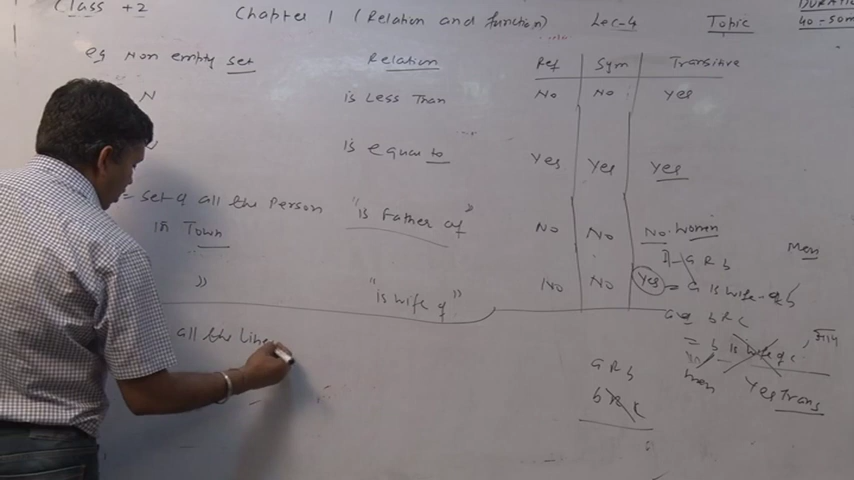 Class +2 Chapter 1 (Relation and function) Lec-4 Topic DURATI
40-50m
eg Non empty set Relation Ref Sym Transitive
N is Less Than No No Yes
is equal to Yes Yes Yes
= set of all the Person "is Father of" No No No. Women
in Town Men
a R b
" "is wife of" No No Yes = a is wife of b
b R c
= b is wife of c
men
all the Line
a R b
b R c
Yes Trans